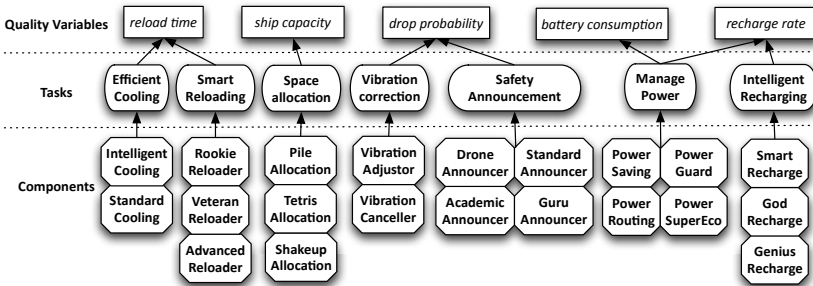 Quality Variables
reload time
ship capacity
drop probability
battery consumption
recharge rate
Tasks
Efficient
Cooling
Smart
Reloading
Space
allocation
Vibration
correction
Safety
Announcement
Manage
Power
Intelligent
Recharging
Components
Intelligent
Cooling
Standard
Cooling
Rookie
Reloader
Veteran
Reloader
Advanced
Reloader
Pile
Allocation
Tetris
Allocation
Shakeup
Allocation
Vibration
Adjustor
Vibration
Canceller
Drone
Announcer
Standard
Announcer
Academic
Announcer
Guru
Announcer
Power
Saving
Power
Guard
Power
Routing
Power
SuperEco
Smart
Recharge
God
Recharge
Genius
Recharge